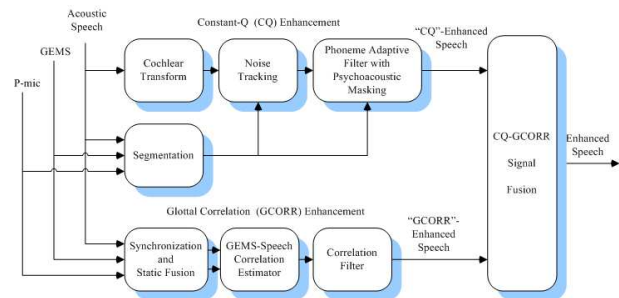 Acoustic
Speech
GEMS
P-mic
Constant-Q (CQ) Enhancement
Cochlear
Transform
Noise
Tracking
Phoneme Adaptive
Filter with
Psychoacoustic
Masking
"CQ"-Enhanced
Speech
Segmentation
CQ-GCORR
Signal
Fusion
Enhanced
Speech
Glottal Correlation (GCORR) Enhancement
Synchronization
and
Static Fusion
GEMS-Speech
Correlation
Estimator
Correlation
Filter
"GCORR"-
Enhanced
Speech